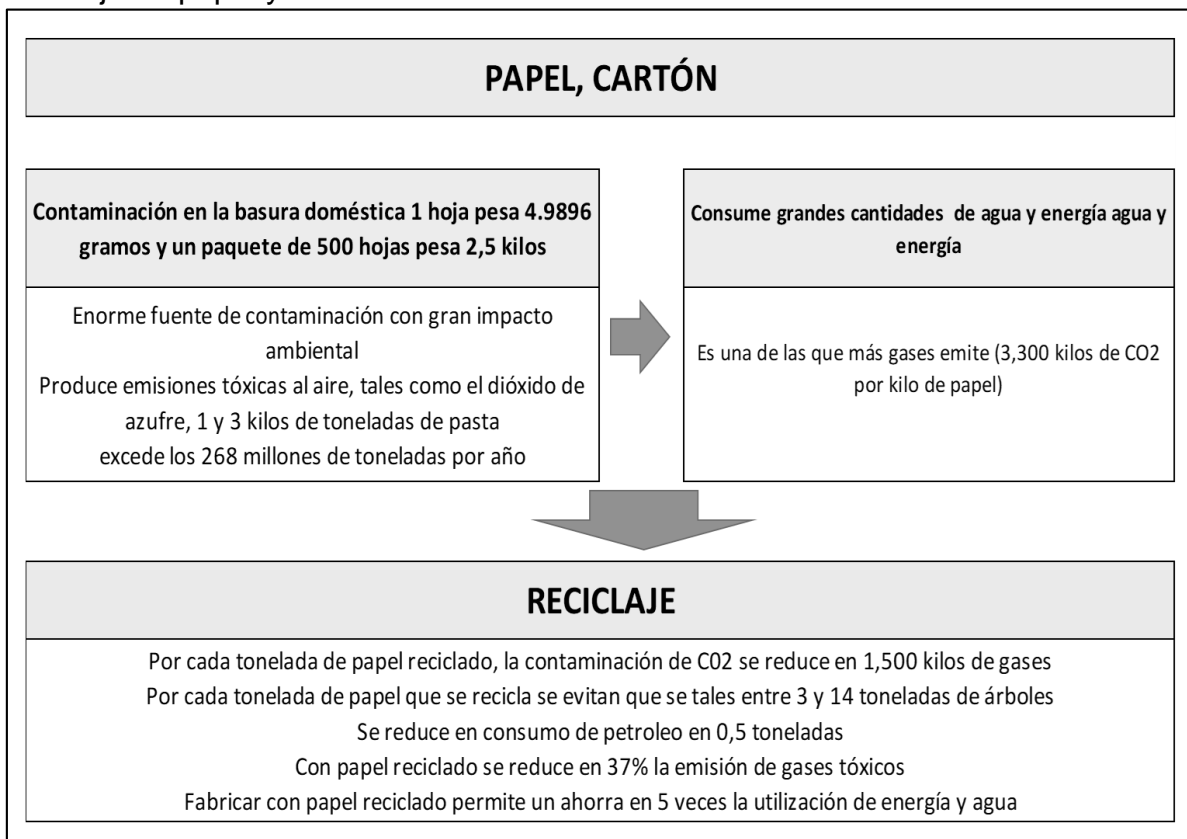 PAPEL, CARTÓN
Contaminación en la basura doméstica 1 hoja pesa 4.9896
gramos y un paquete de 500 hojas pesa 2,5 kilos
Enorme fuente de contaminación con gran impacto
ambiental
Produce emisiones tóxicas al aire, tales como el dióxido de
azufre, 1 y 3 kilos de toneladas de pasta
excede los 268 millones de toneladas por año
Consume grandes cantidades de agua y energía agua y
energía
Es una de las que más gases emite (3,300 kilos de CO2
por kilo de papel)
RECICLAJE
Por cada tonelada de papel reciclado, la contaminación de C02 se reduce en 1,500 kilos de gases
Por cada tonelada de papel que se recicla se evitan que se tales entre 3 y 14 toneladas de árboles
Se reduce en consumo de petroleo en 0,5 toneladas
Con papel reciclado se reduce en 37% la emisión de gases tóxicos
Fabricar con papel reciclado permite un ahorra en 5 veces la utilización de energía y agua